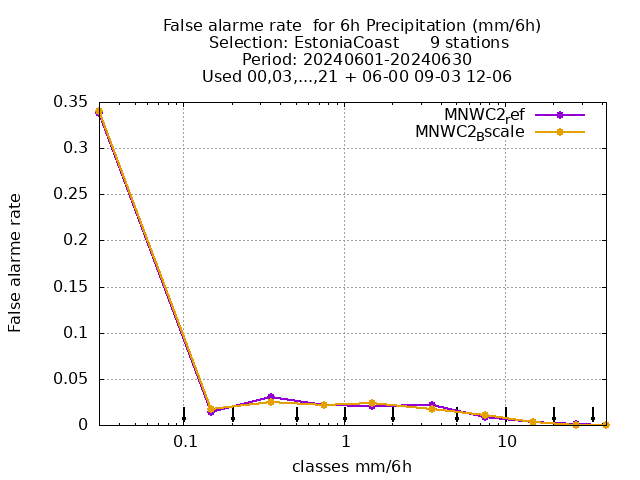 False alarme rate  for 6h Precipitation (mm/6h)
Selection: EstoniaCoast      9 stations
Period: 20240601-20240630
Used 00,03,...,21 + 06-00 09-03 12-06
MNWC2ref
MNWC2Bscale
0.35
0.3
0.25
0.2
0.15
0.1
0.05
0
False alarme rate
0.1
1
10
classes mm/6h